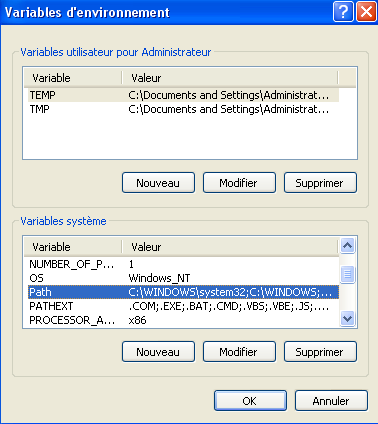 Variables d'environnement
Variables utilisateur pour Administrateur
Variable Valeur
TEMP C:\Documents and Settings\Administrat...
TMP C:\Documents and Settings\Administrat...
Nouveau Modifier Supprimer
Variables système
Variable Valeur
NUMBER_OF_P... 1
OS Windows_NT
Path C:\WINDOWS\system32;C:\WINDOWS;...
PATHEXT .COM;.EXE;.BAT;.CMD;.VBS;.VBE;.JS;....
PROCESSOR_A... x86
Nouveau Modifier Supprimer
OK Annuler